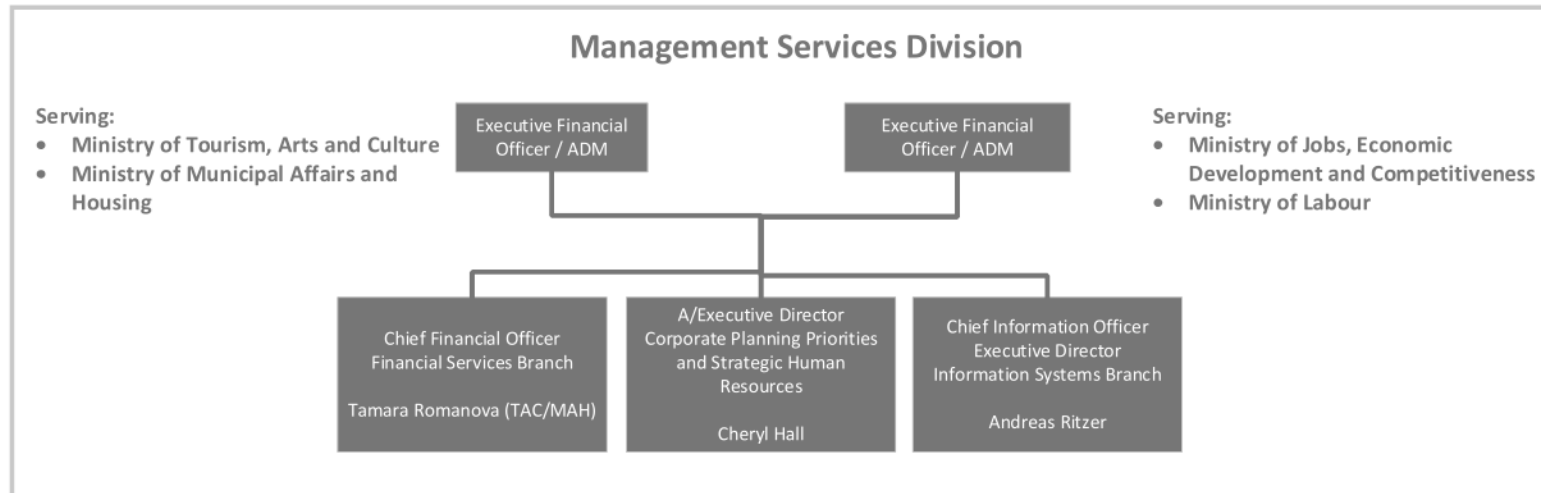 Management Services Division
Serving:
• Ministry of Tourism, Arts and Culture
• Ministry of Municipal Affairs and
Housing
Executive Financial
Officer / ADM
Executive Financial
Officer / ADM
Serving:
• Ministry of Jobs, Economic
Development and Competitiveness
• Ministry of Labour
Chief Financial Officer
Financial Services Branch
Tamara Romanova (TAC/MAH)
A/Executive Director
Corporate Planning Priorities
and Strategic Human
Resources
Cheryl Hall
Chief Information Officer
Executive Director
Information Systems Branch
Andreas Ritzer